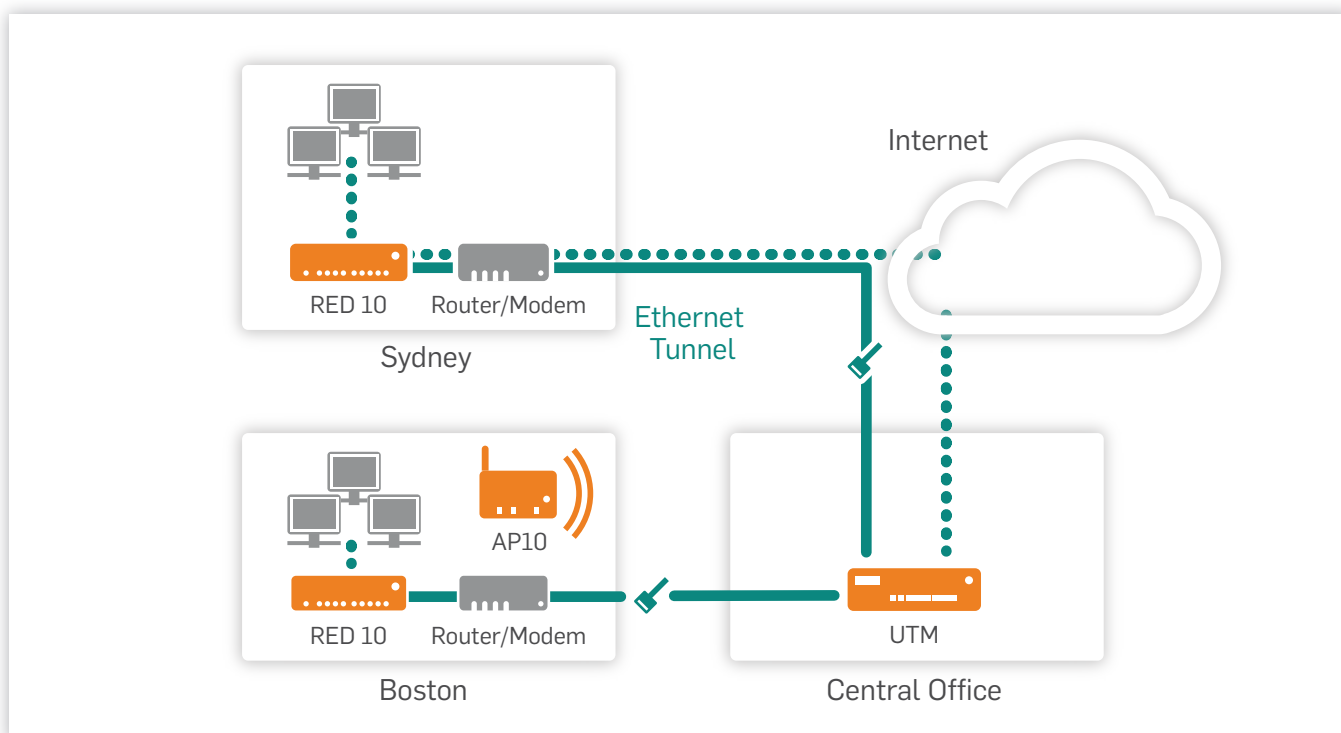 Internet
RED 10
Router/Modem
Ethernet
Tunnel
Sydney
AP10
RED 10
Router/Modem
UTM
Boston
Central Office